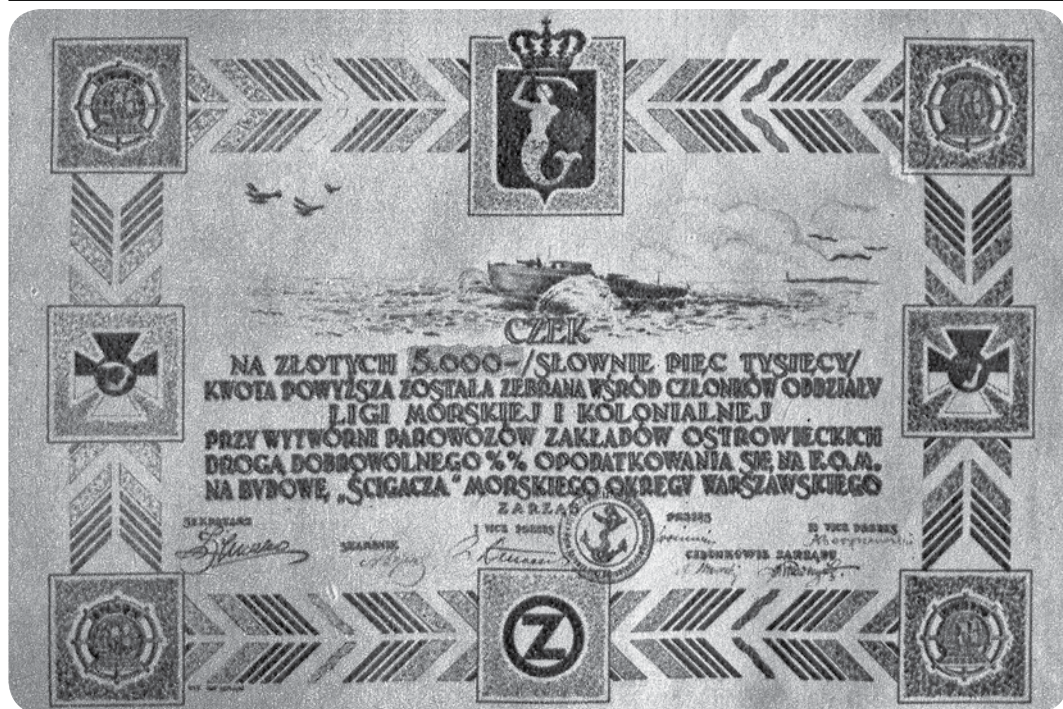 CZEK
NA ZŁOTYCH 5.000-/SŁOWNIE PIĘC TYSIĘCY/
KWOTA POWYŻSZA ZOSTAŁA ZEBRANA WŚRÓD CZŁONKÓW ODDZIAŁU
LIGI MORSKIEJ I KOLONIALNEJ
PRZY WYTWÓRNI PAROWOZÓW ZAKŁADÓW OSTROWIECKICH
DROGĄ DOBROWOLNEGO %% OPODATKOWANIA SIĘ NA F.O.M.
NA BUDOWĘ „ŚCIGACZA" MORSKIEGO OKRĘGU WARSZAWSKIEGO
ZARZĄD
SEKRETARZ
SKARBNIK
I VICE PREZES
PREZES
II VICE PREZES
CZŁONKOWIE ZARZĄDU
Z